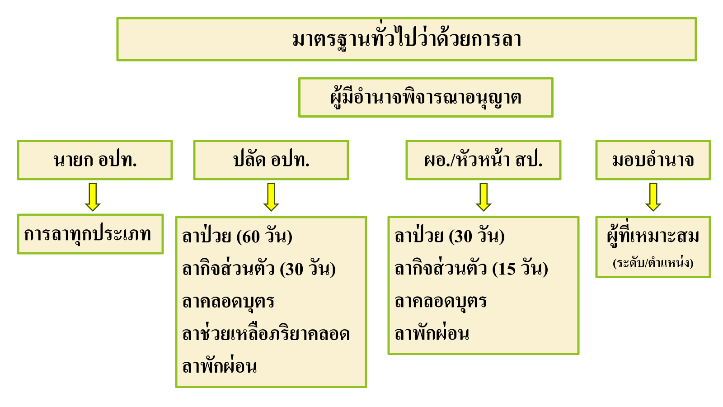 มาตรฐานทั่วไปว่าด้วยการลา
ผู้มีอำนาจพิจารณาอนุญาต
นายก อปท.
ปลัด อปท.
ผอ./หัวหน้า สป.
มอบอำนาจ
การลาทุกประเภท
ลาป่วย (60 วัน)
ลากิจส่วนตัว (30 วัน)
ลาคลอดบุตร
ลาช่วยเหลือภริยาคลอด
ลาพักผ่อน
ลาป่วย (30 วัน)
ลากิจส่วนตัว (15 วัน)
ลาคลอดบุตร
ลาพักผ่อน
ผู้ที่เหมาะสม
(ระดับ/ตำแหน่ง)